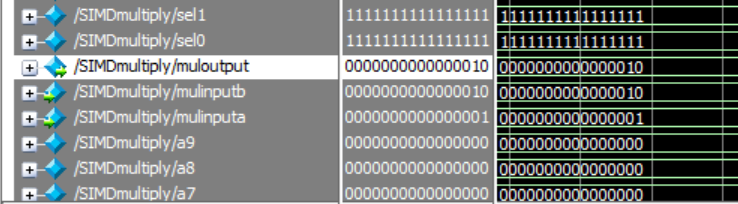 /SIMDmultiply/sel1 1111111111111111 1111111111111111
/SIMDmultiply/sel0 1111111111111111 1111111111111111
/SIMDmultiply/muloutput 0000000000000010 0000000000000010
/SIMDmultiply/mulinputb 0000000000000010 0000000000000010
/SIMDmultiply/mulinputa 0000000000000001 0000000000000001
/SIMDmultiply/a9 0000000000000000 0000000000000000
/SIMDmultiply/a8 0000000000000000 0000000000000000
/SIMDmultiply/a7 0000000000000000 0000000000000000